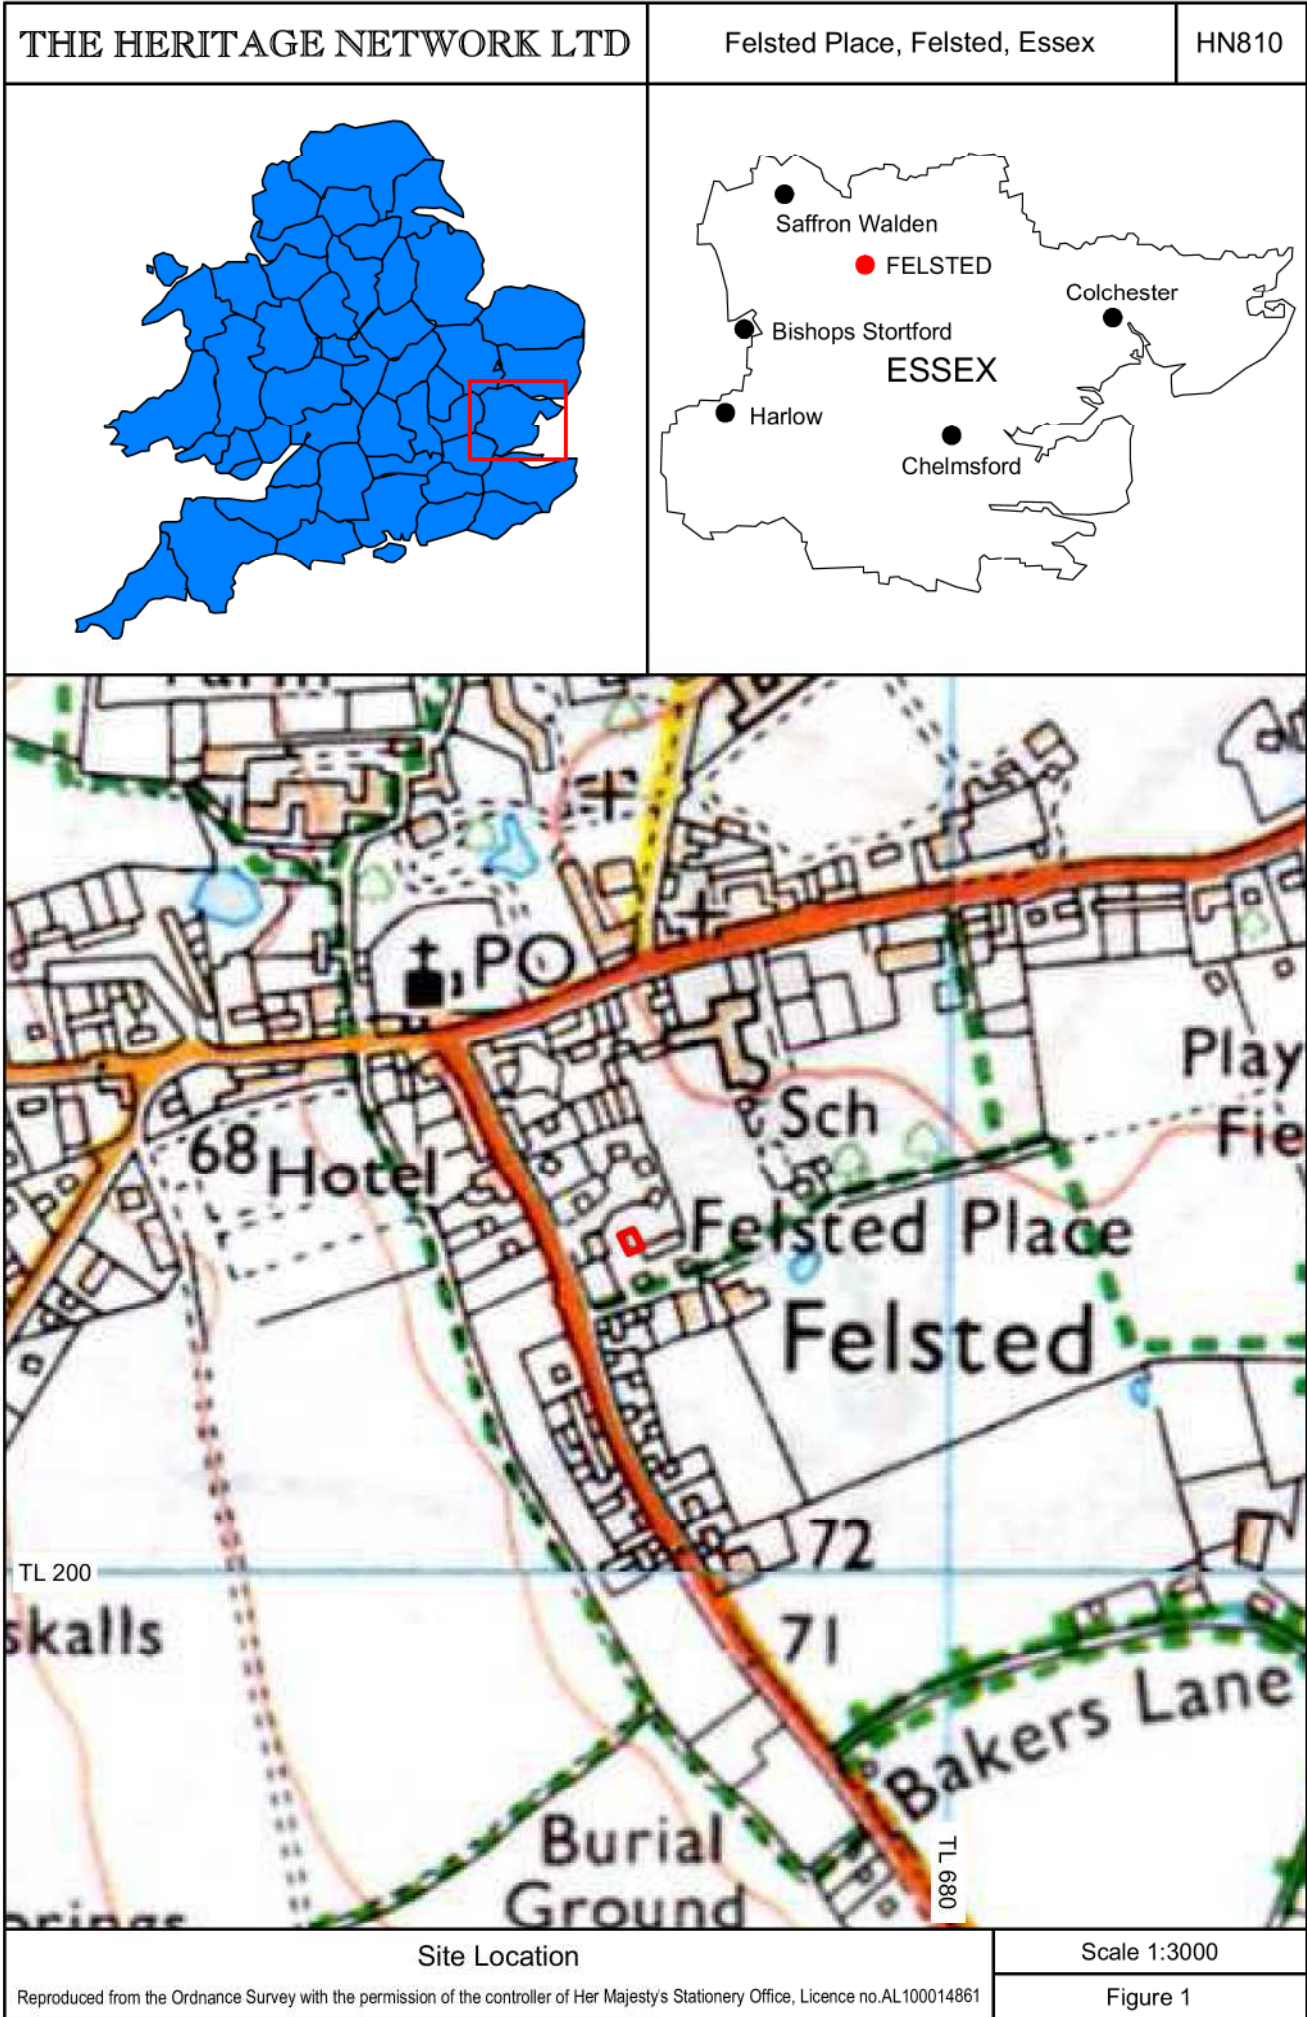 THE HERITAGE NETWORK LTD
Felsted Place, Felsted, Essex
HN810
Saffron Walden
FELSTED
Colchester
Bishops Stortford
ESSEX
Harlow
Chelmsford
PO
Play
Sch
Fie
68
Hotel
Felsted Place
Felsted
72
TL 200
71
skalls
Bakers Lane
Burial
Ground
TL 680
Site Location
Scale 1:3000
Reproduced from the Ordnance Survey with the permission of the controller of Her Majesty's Stationery Office, Licence no.AL100014861
Figure 1